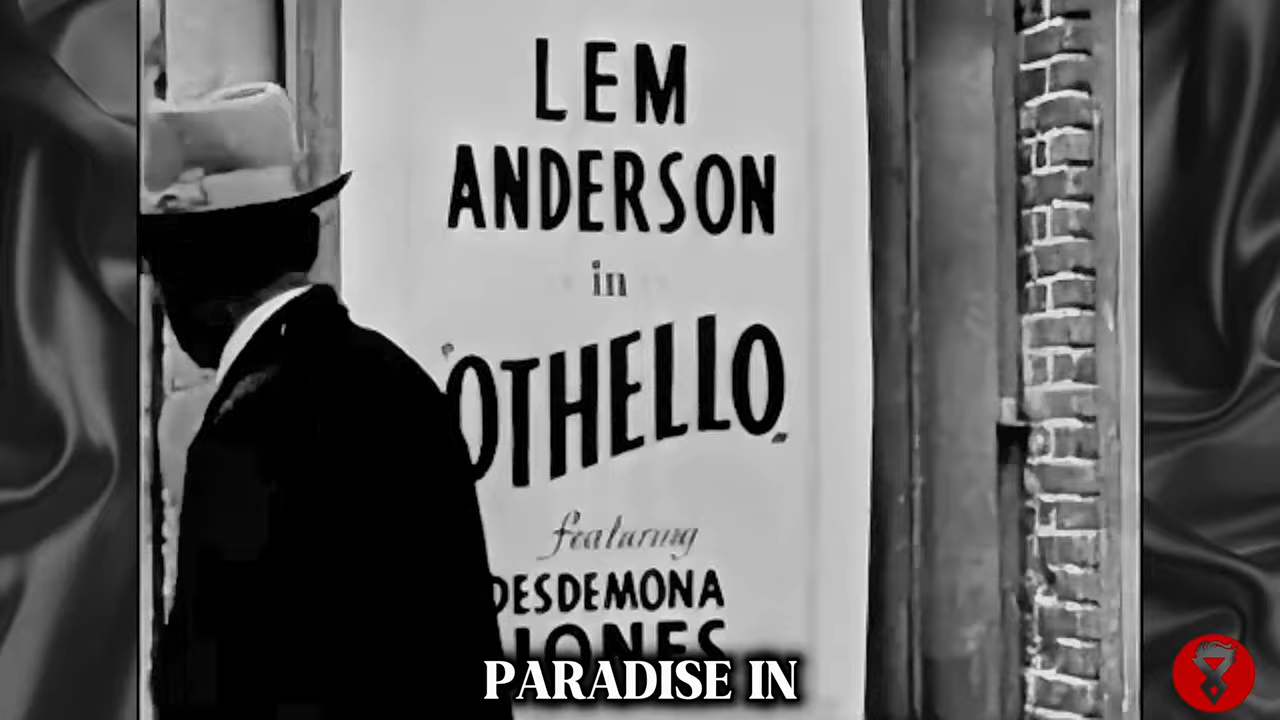 LEM
ANDERSON
in
"OTHELLO"
featuring
DESDEMONA
JONES
PARADISE IN